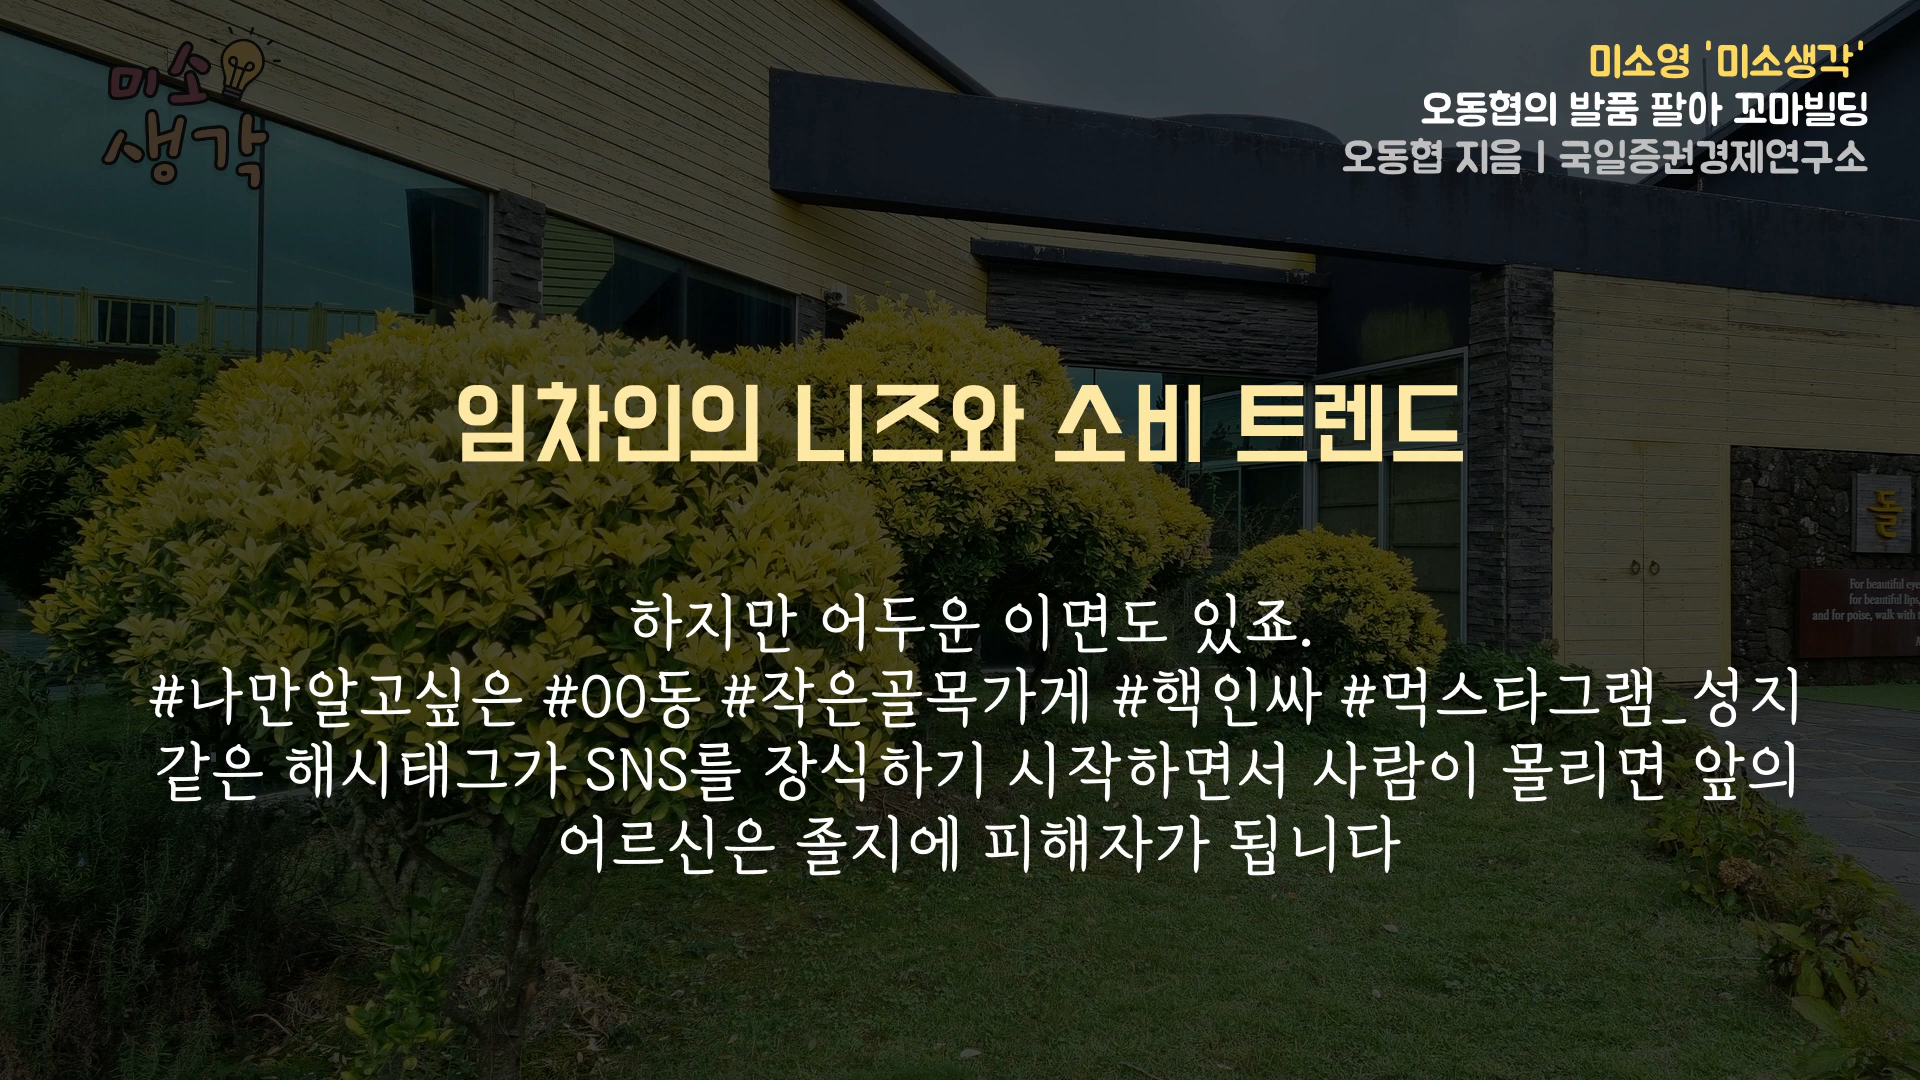 미소
생각
미소영 '미소생각'
오동협의 발품 팔아 꼬마빌딩
오동협 지음 | 국일증권경제연구소
임차인의 니즈와 소비 트렌드
하지만 어두운 이면도 있죠.
#나만알고싶은 #00동 #작은골목가게 #핵인싸 #먹스타그램_성지
같은 해시태그가 SNS를 장식하기 시작하면서 사람이 몰리면 앞의
어르신은 졸지에 피해자가 됩니다
돌
For beautiful eye
for beautiful lips,
and for poise, walk with